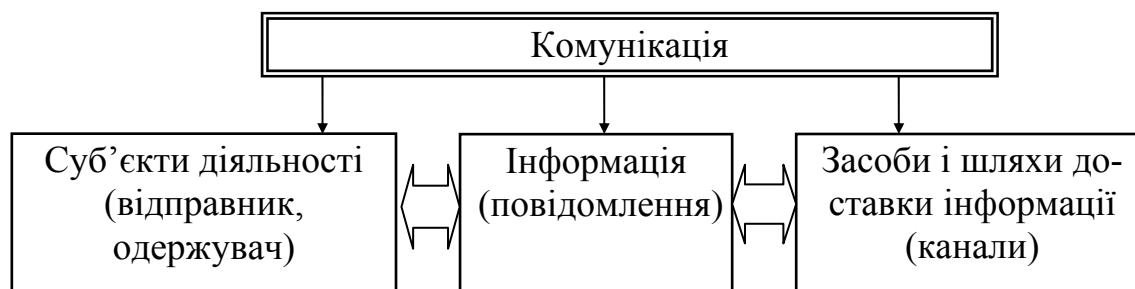 Комунікація
Суб’єкти діяльності
(відправник,
одержувач)
Інформація
(повідомлення)
Засоби і шляхи до-
ставки інформації
(канали)